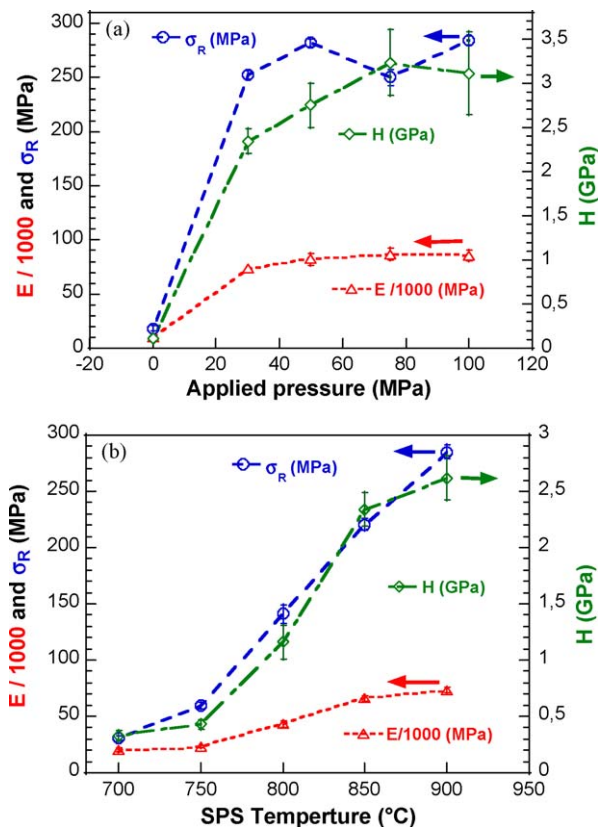 (a)
σR (MPa)
H (GPa)
E /1000 (MPa)
E / 1000 and σR (MPa)
300
250
200
150
100
50
0
H (GPa)
3,5
3
2,5
2
1,5
1
0,5
0
-20 0 20 40 60 80 100 120
Applied pressure (MPa)
(b)
σR (MPa)
H (GPa)
E/1000 (MPa)
E / 1000 and σR (MPa)
300
250
200
150
100
50
0
H (GPa)
3
2,5
2
1,5
1
0,5
0
700 750 800 850 900 950
SPS Temperture (°C)